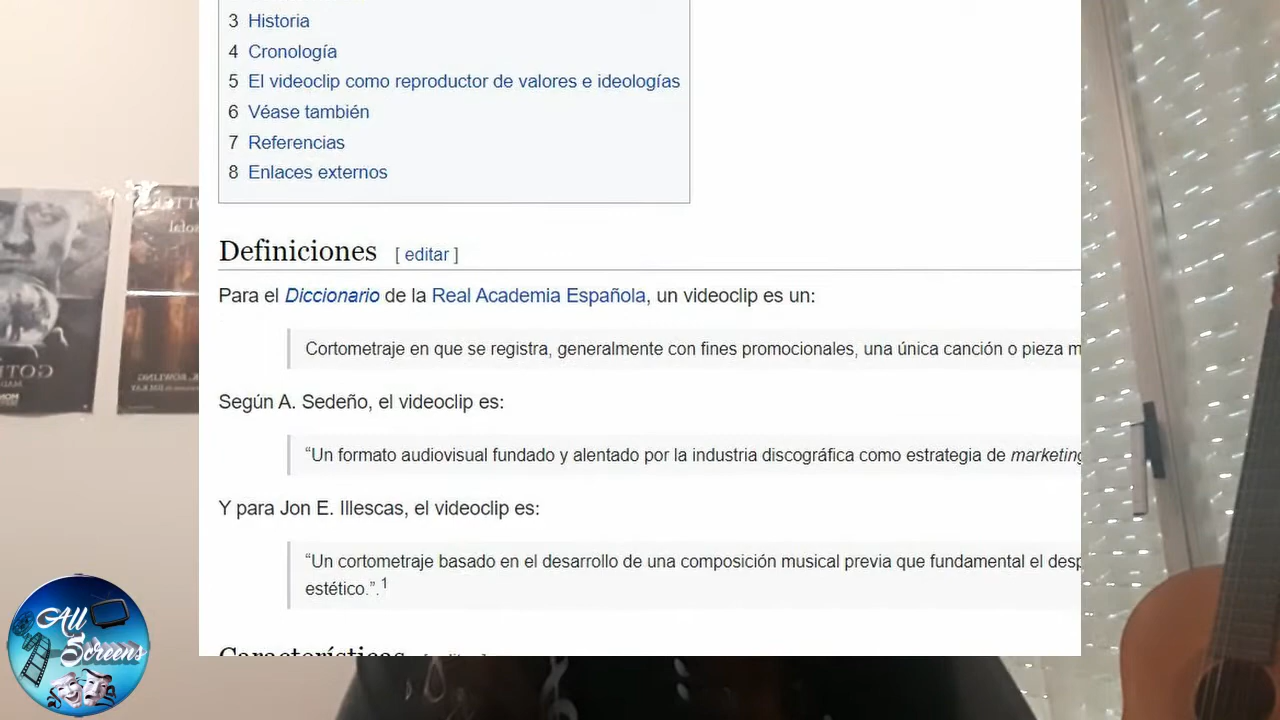 3 Historia
4 Cronología
5 El videoclip como reproductor de valores e ideologías
6 Véase también
7 Referencias
8 Enlaces externos
Definiciones [ editar ]
Para el Diccionario de la Real Academia Española, un videoclip es un:
Cortometraje en que se registra, generalmente con fines promocionales, una única canción o pieza m
Según A. Sedeño, el videoclip es:
“Un formato audiovisual fundado y alentado por la industria discográfica como estrategia de marketing
Y para Jon E. Illescas, el videoclip es:
“Un cortometraje basado en el desarrollo de una composición musical previa que fundamental el desp
estético.”.1
Características [ editar ]
All
Screens